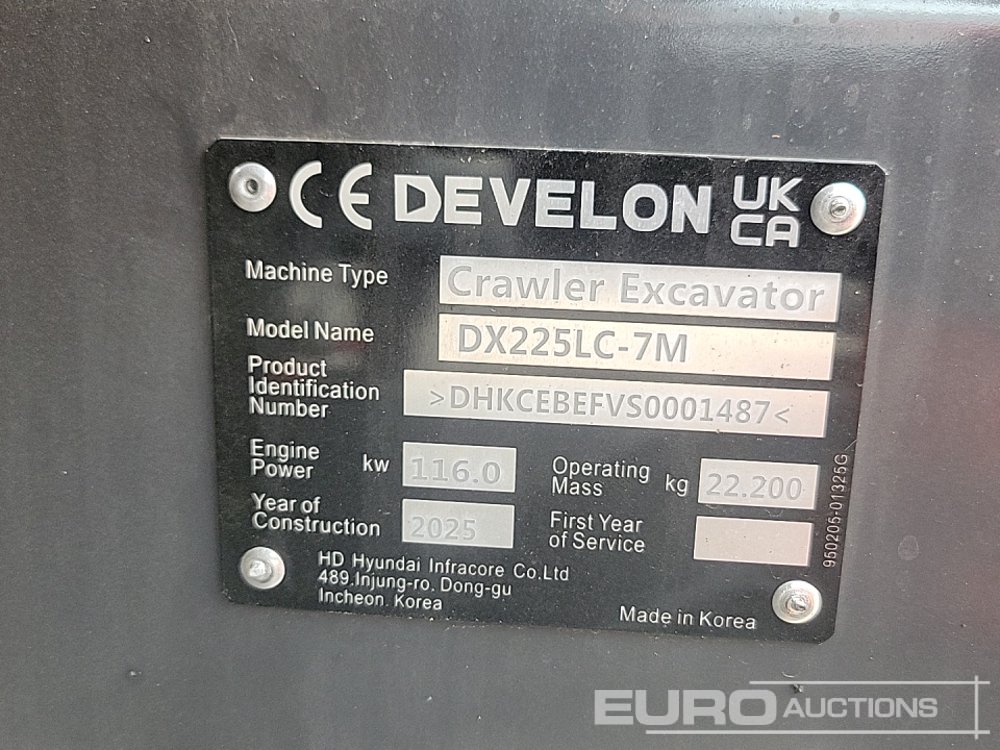 CE DEVELON UK
CA
Machine Type Crawler Excavator
Model Name DX225LC-7M
Product
Identification
Number >DHKCEBEFVS0001487<
Engine
Power kw 116.0 Operating
Mass kg 22.200
Year of
Construction 2025 First Year
of Service
HD Hyundai Infracore Co.Ltd
489.Injung-ro. Dong-gu
Incheon. Korea
Made in Korea
950205-01325G
EURO AUCTIONS